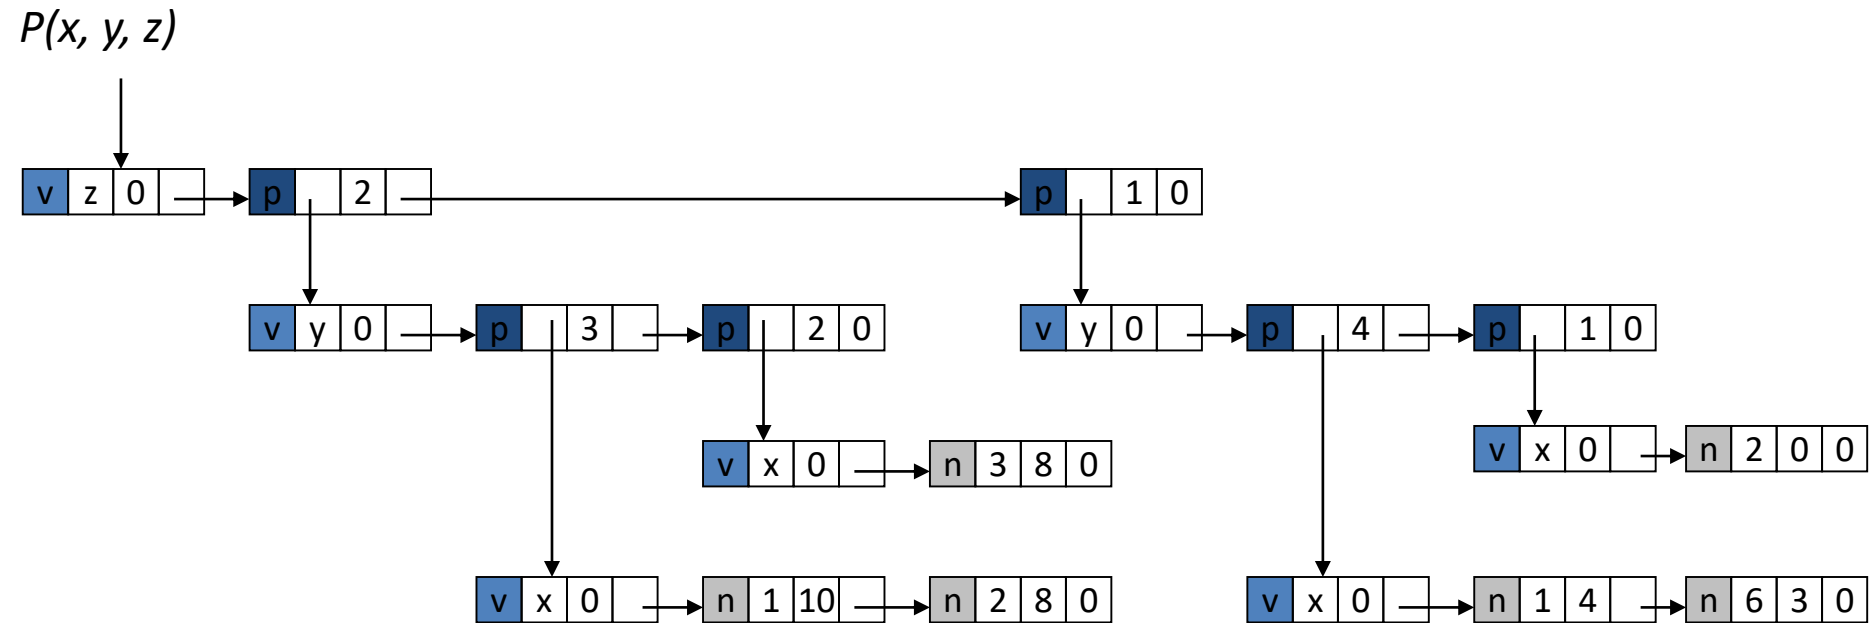 P(x, y, z)
v z 0 p 2 p 1 0
v y 0 p 3 p 2 0 v y 0 p 4 p 1 0
v x 0 n 3 8 0 v x 0 n 2 0 0
v x 0 n 1 10 n 2 8 0 v x 0 n 1 4 n 6 3 0